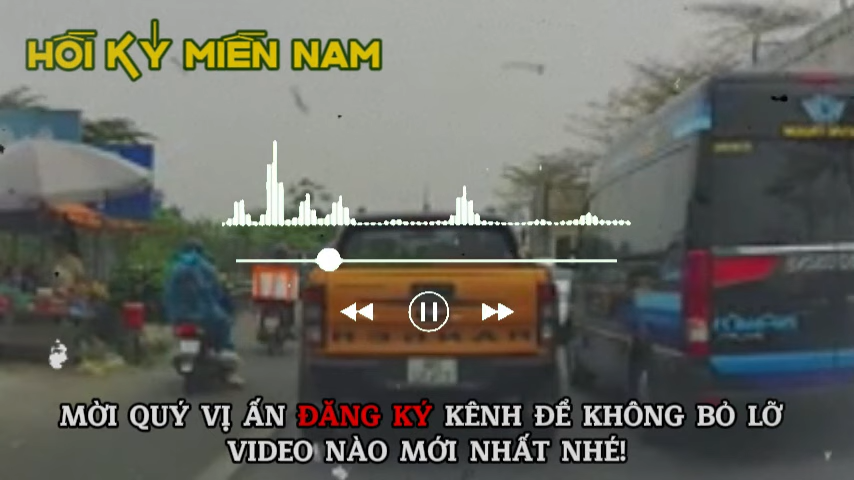 HỒI KÝ MIỀN NAM
MỜI QUÝ VỊ ẤN ĐĂNG KÝ KÊNH ĐỂ KHÔNG BỎ LỠ
VIDEO NÀO MỚI NHẤT NHÉ!